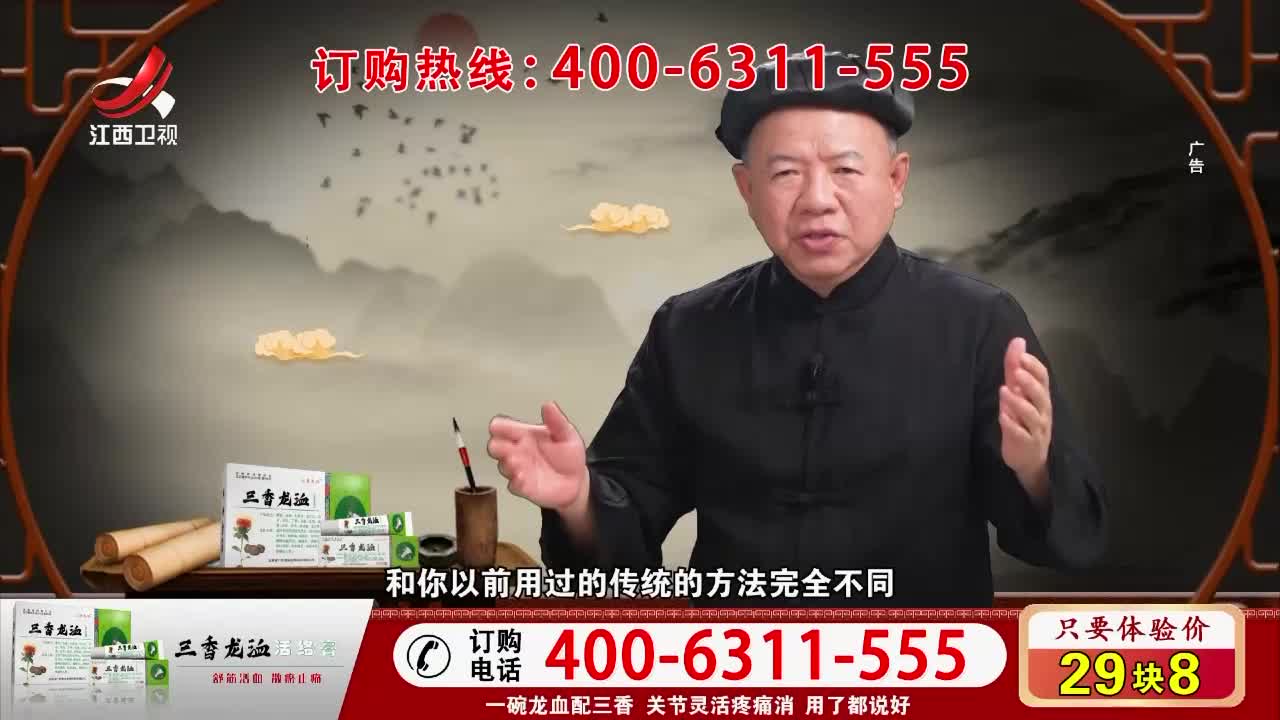 订购热线：400-6311-555
江西卫视
广告
三香龙血
三香龙血
三香龙血
和你以前用过的传统的方法完全不同
三香龙血
三香龙血活络膏
舒筋活血 散瘀止痛
订购电话
400-6311-555
只要体验价
29块8
一碗龙血配三香 关节灵活疼痛消 用了都说好